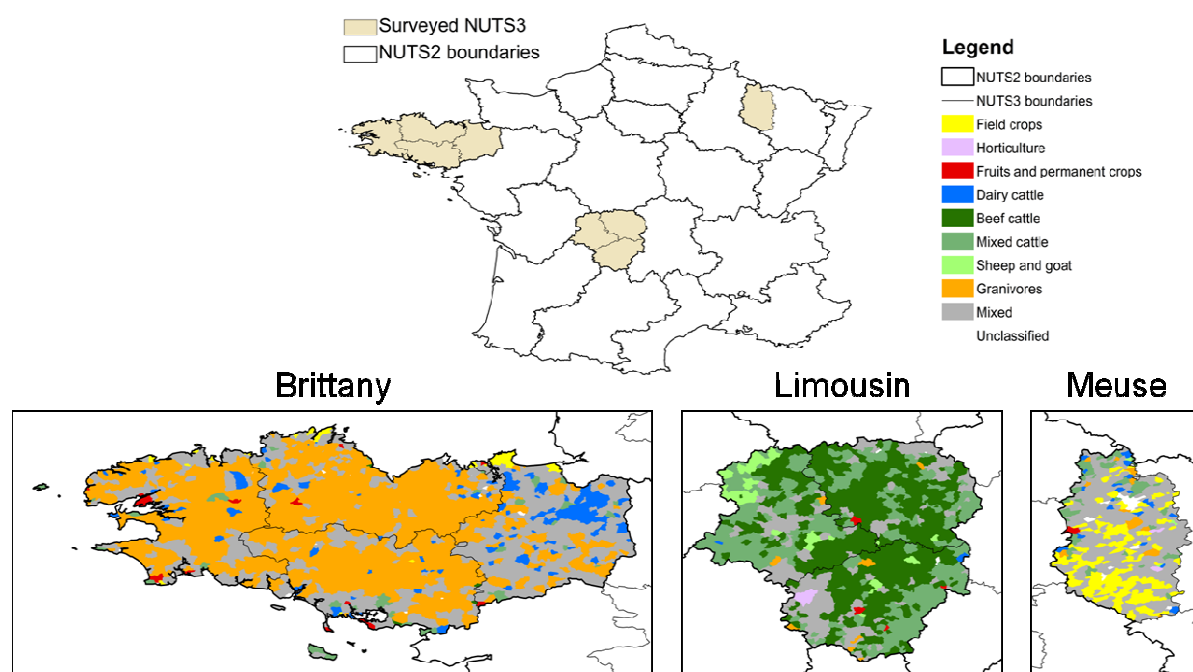 Surveyed NUTS3
NUTS2 boundaries
Legend
NUTS2 boundaries
NUTS3 boundaries
Field crops
Horticulture
Fruits and permanent crops
Dairy cattle
Beef cattle
Mixed cattle
Sheep and goat
Granivores
Mixed
Unclassified
Brittany
Limousin
Meuse